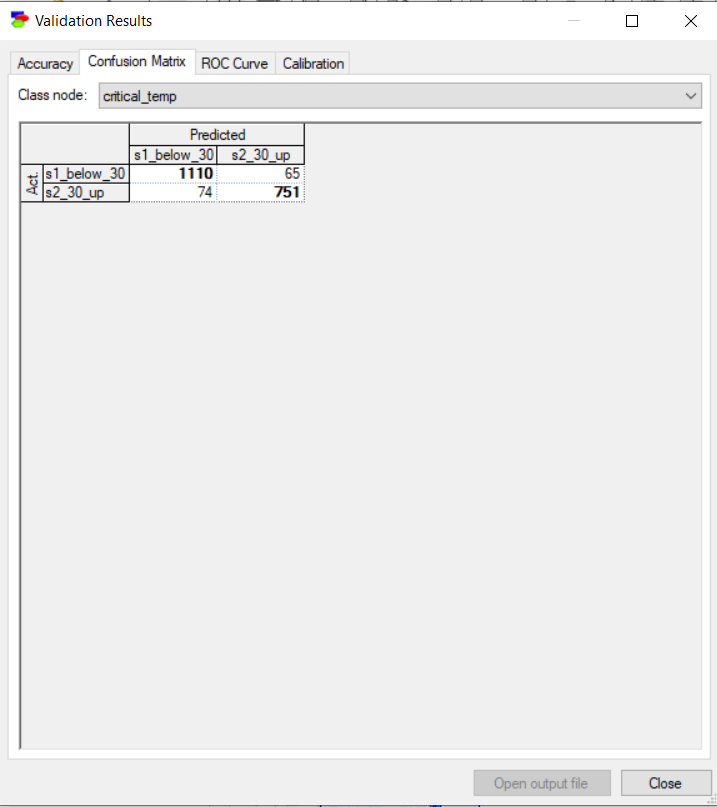 Validation Results
Accuracy Confusion Matrix ROC Curve Calibration
Class node: critical_temp
Predicted
s1_below_30 s2_30_up
Act. s1_below_30 1110 65
s2_30_up 74 751
Open output file Close